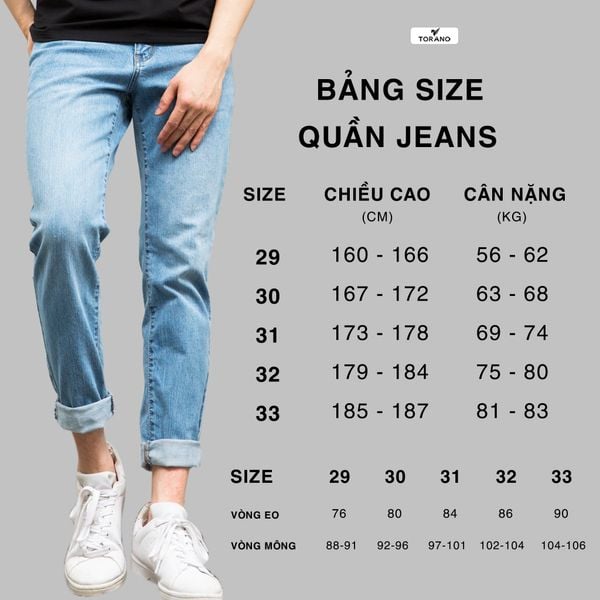 TORANO
BẢNG SIZE
QUẦN JEANS
SIZE CHIỀU CAO CÂN NẶNG
(CM) (KG)
29 160 - 166 56 - 62
30 167 - 172 63 - 68
31 173 - 178 69 - 74
32 179 - 184 75 - 80
33 185 - 187 81 - 83
SIZE 29 30 31 32 33
VÒNG EO 76 80 84 86 90
VÒNG MÔNG 88-91 92-96 97-101 102-104 104-106